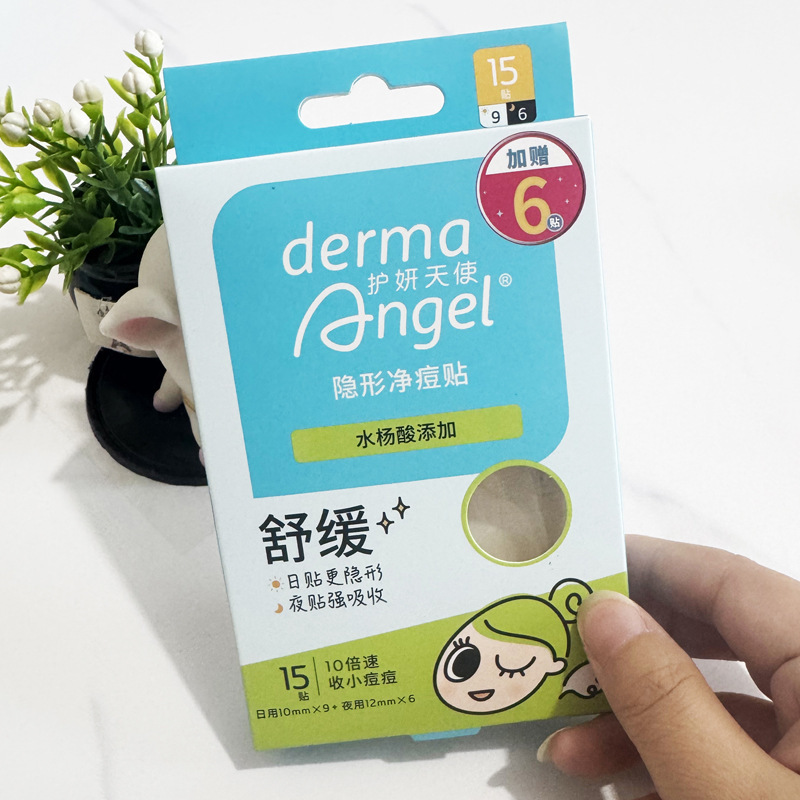 15
贴
9 6
加赠
6
贴
derma
护妍天使
Angel®
隐形净痘贴
水杨酸添加
舒缓
日贴更隐形
夜贴强吸收
15
贴
10倍速
收小痘痘
日用10mm×9+夜用12mm×6